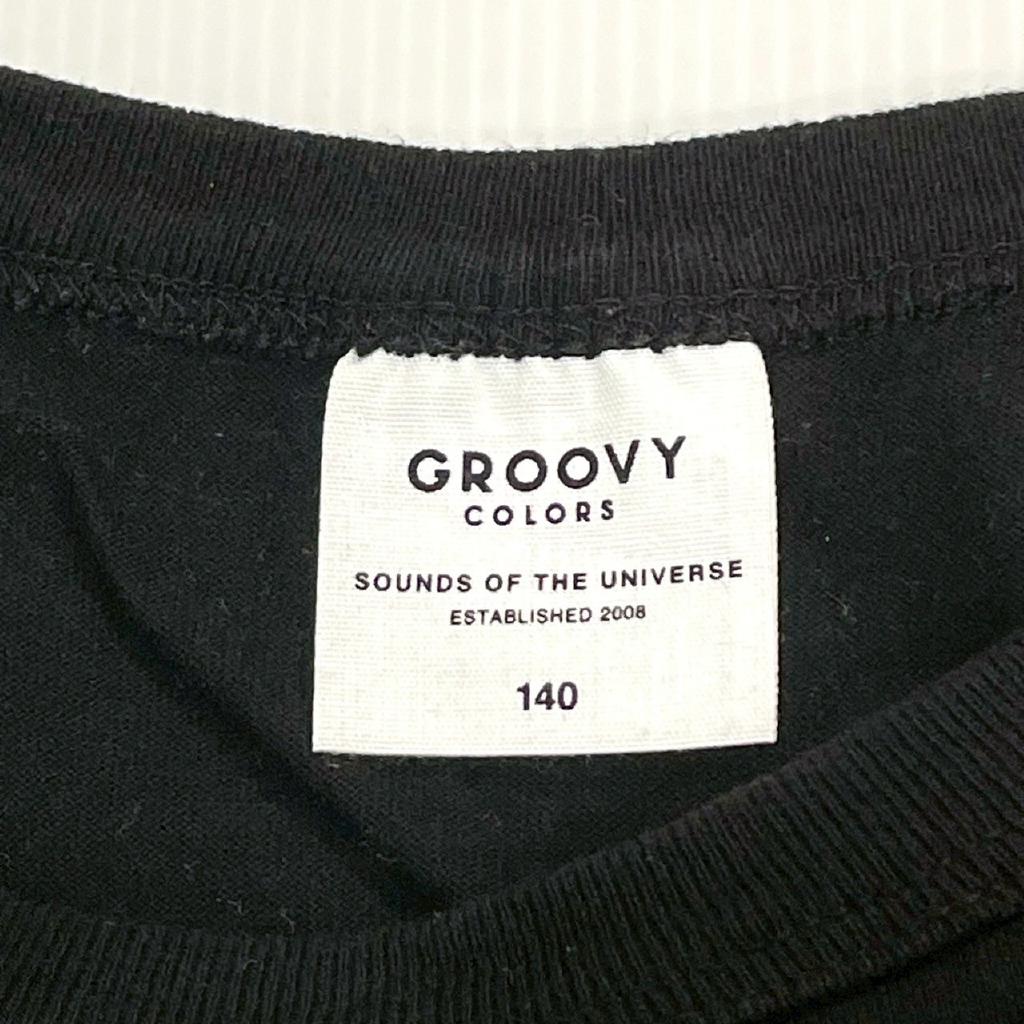 GROOVY
COLORS
SOUNDS OF THE UNIVERSE
ESTABLISHED 2008
140